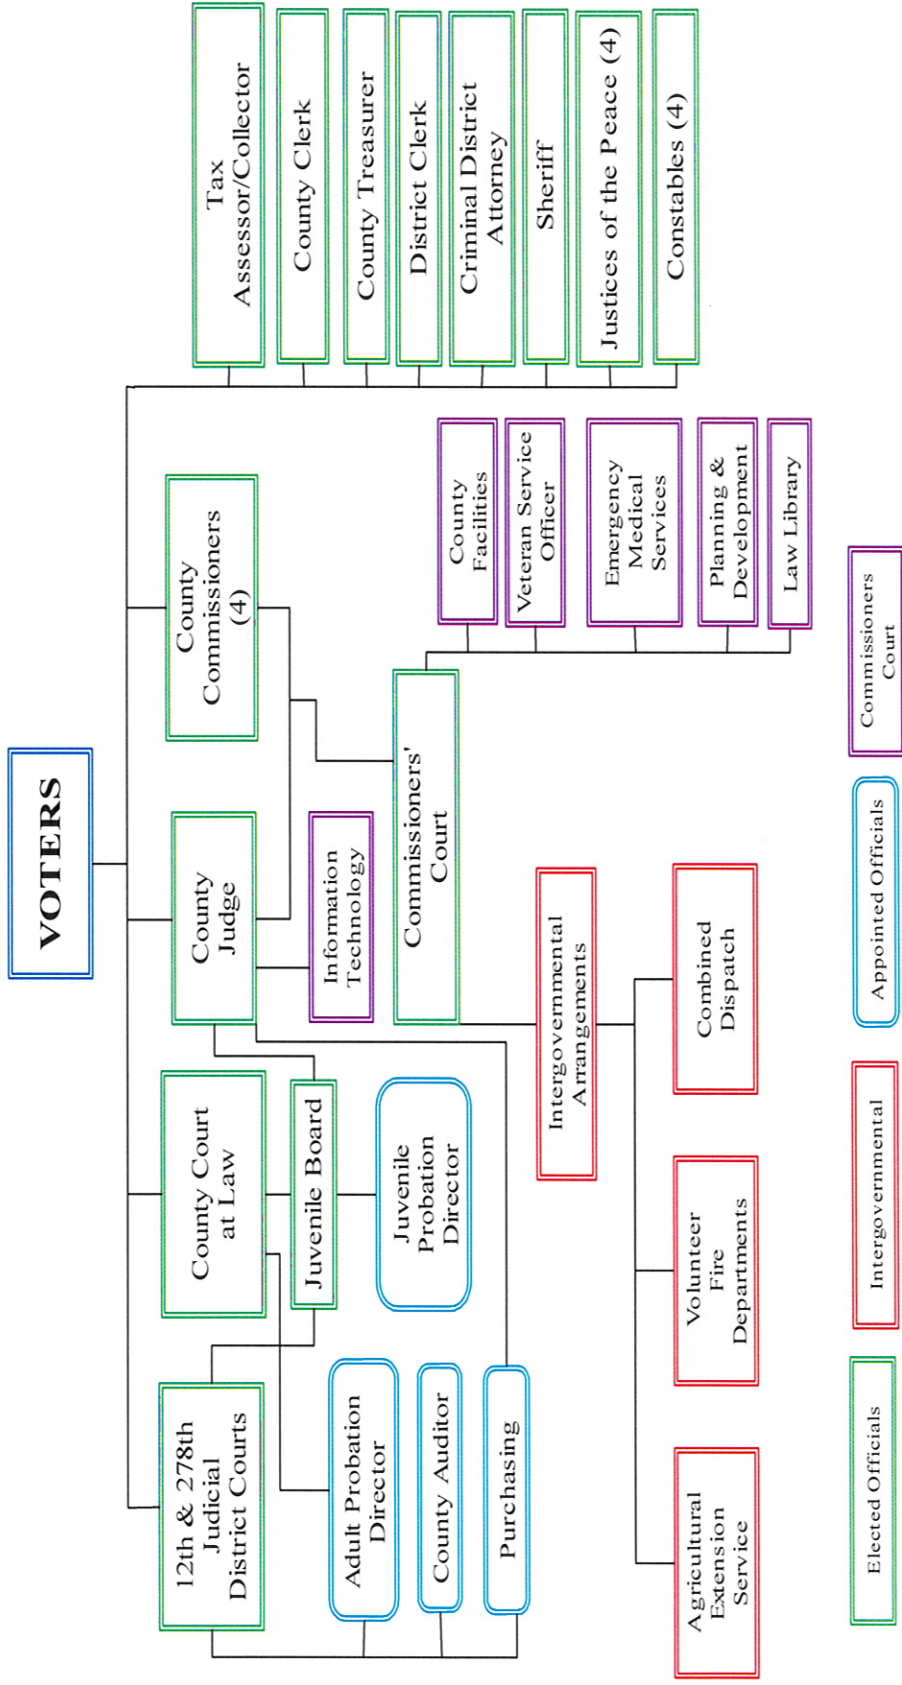 VOTERS
12th & 278th
Judicial
District Courts
County Court
at Law
County
Judge
County
Commissioners
(4)
Tax
Assessor/Collector
County Clerk
County Treasurer
District Clerk
Criminal District
Attorney
Sheriff
Justices of the Peace (4)
Constables (4)
Juvenile Board
Information
Technology
Adult Probation
Director
County Auditor
Purchasing
Juvenile
Probation
Director
Commissioners'
Court
County
Facilities
Veteran Service
Officer
Emergency
Medical
Services
Planning &
Development
Law Library
Intergovernmental
Arrangements
Agricultural
Extension
Service
Volunteer
Fire
Departments
Combined
Dispatch
Elected Officials
Intergovernmental
Appointed Officials
Commissioners
Court